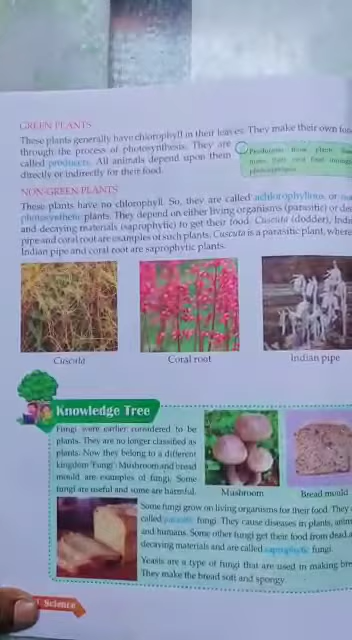 GREEN PLANTS
These plants generally have chlorophyll in their leaves. They make their own
through the process of photosynthesis. They are
called producers. All animals depend upon them
directly or indirectly for their food.
Producers:
NON-GREEN PLANTS
These plants have no chlorophyll. So, they are called achlorophyllous or
photosynthetic plants. They depend on either living organisms (parasitic) or
and decaying materials (saprophytic) to get their food. Cuscuta (dodder),
pipe and coral root are examples of such plants. Cuscuta is a parasitic plant,
Indian pipe and coral root are saprophytic plants.
Cuscuta
Coral root
Indian pipe
Knowledge Tree
Fungi were earlier considered to be
plants. They are no longer classified as
plants. Now they belong to a different
kingdom 'Fungi'. Mushroom and bread
mould are examples of fungi. Some
fungi are useful and some are harmful.
Mushroom
Bread mould
Some fungi grow on living organisms for their food. They
called parasitic fungi. They cause diseases in plants,
and humans. Some other fungi get their food from dead
decaying materials and are called saprophytic fungi.
Yeasts are a type of fungi that are used in making
They make the bread soft and spongy.
Science